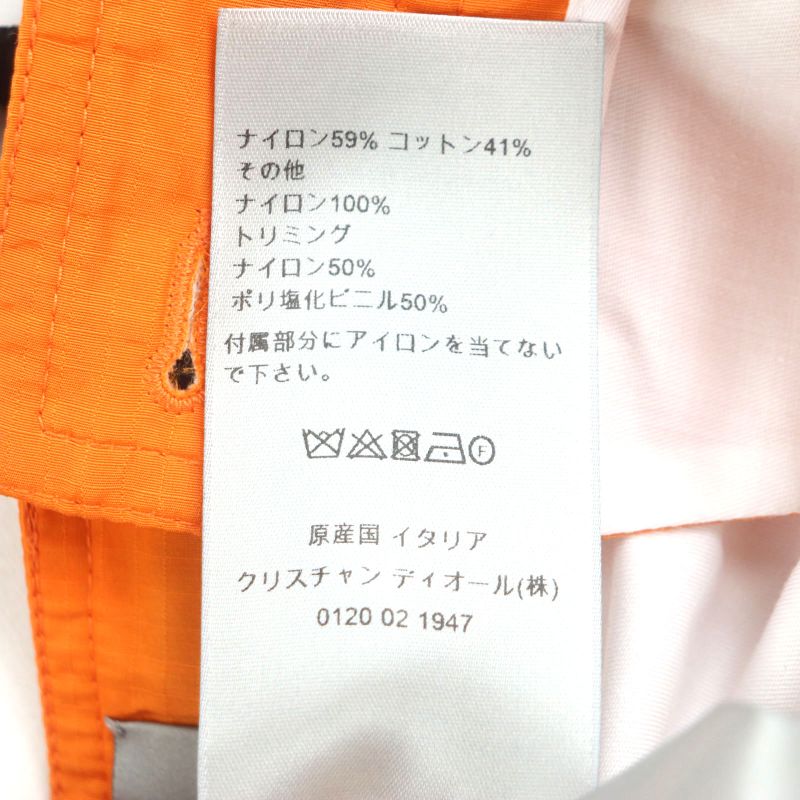 ナイロン59% コットン41%
その他
ナイロン100%
トリミング
ナイロン50%
ポリ塩化ビニル50%
付属部分にアイロンを当てない
で下さい。
F
原産国 イタリア
クリスチャン ディオール(株)
0120 02 1947